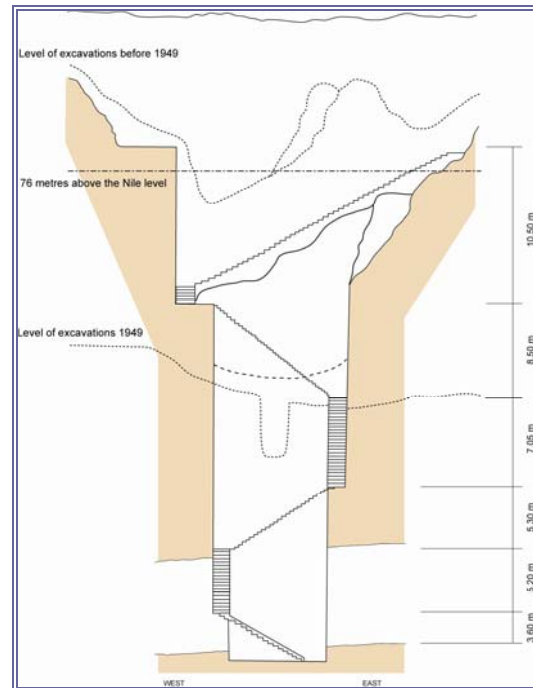 Level of excavations before 1949
76 metres above the Nile level
10.50 m
Level of excavations 1949
8.50 m
7.05 m
5.30 m
5.20 m
3.60 m
WEST
EAST